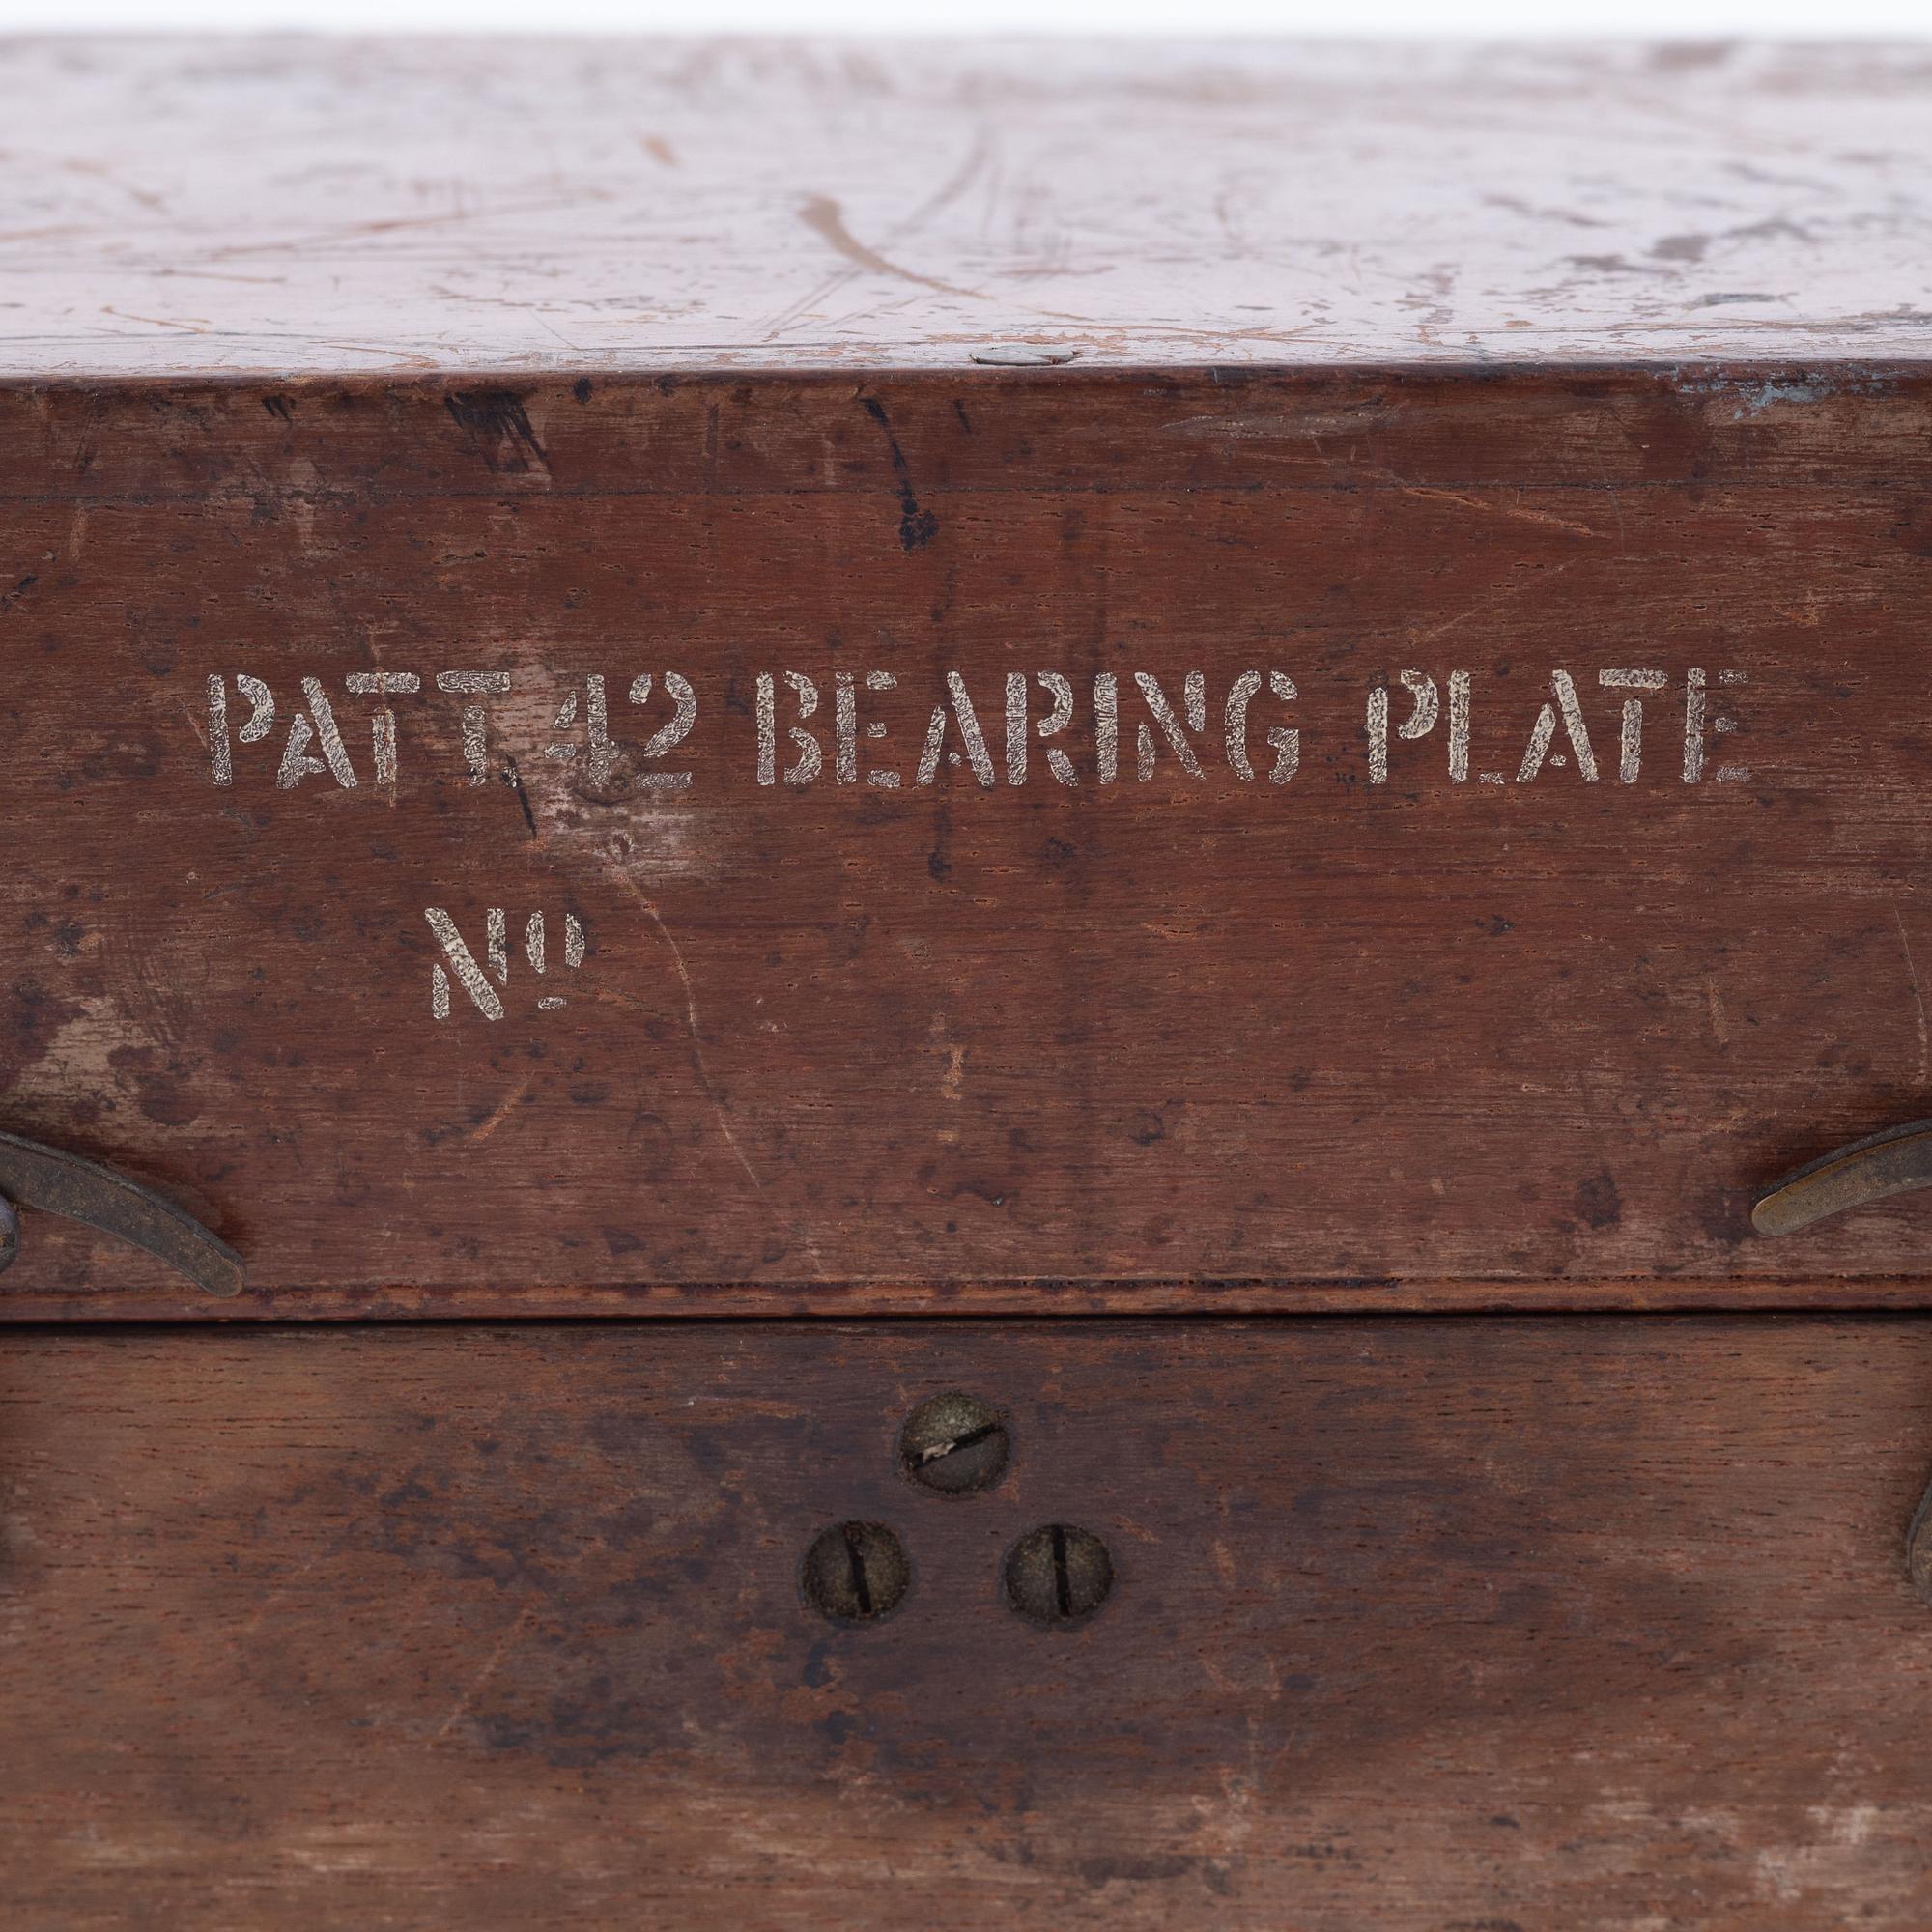 PATT 42 BEARING PLATE
Nº